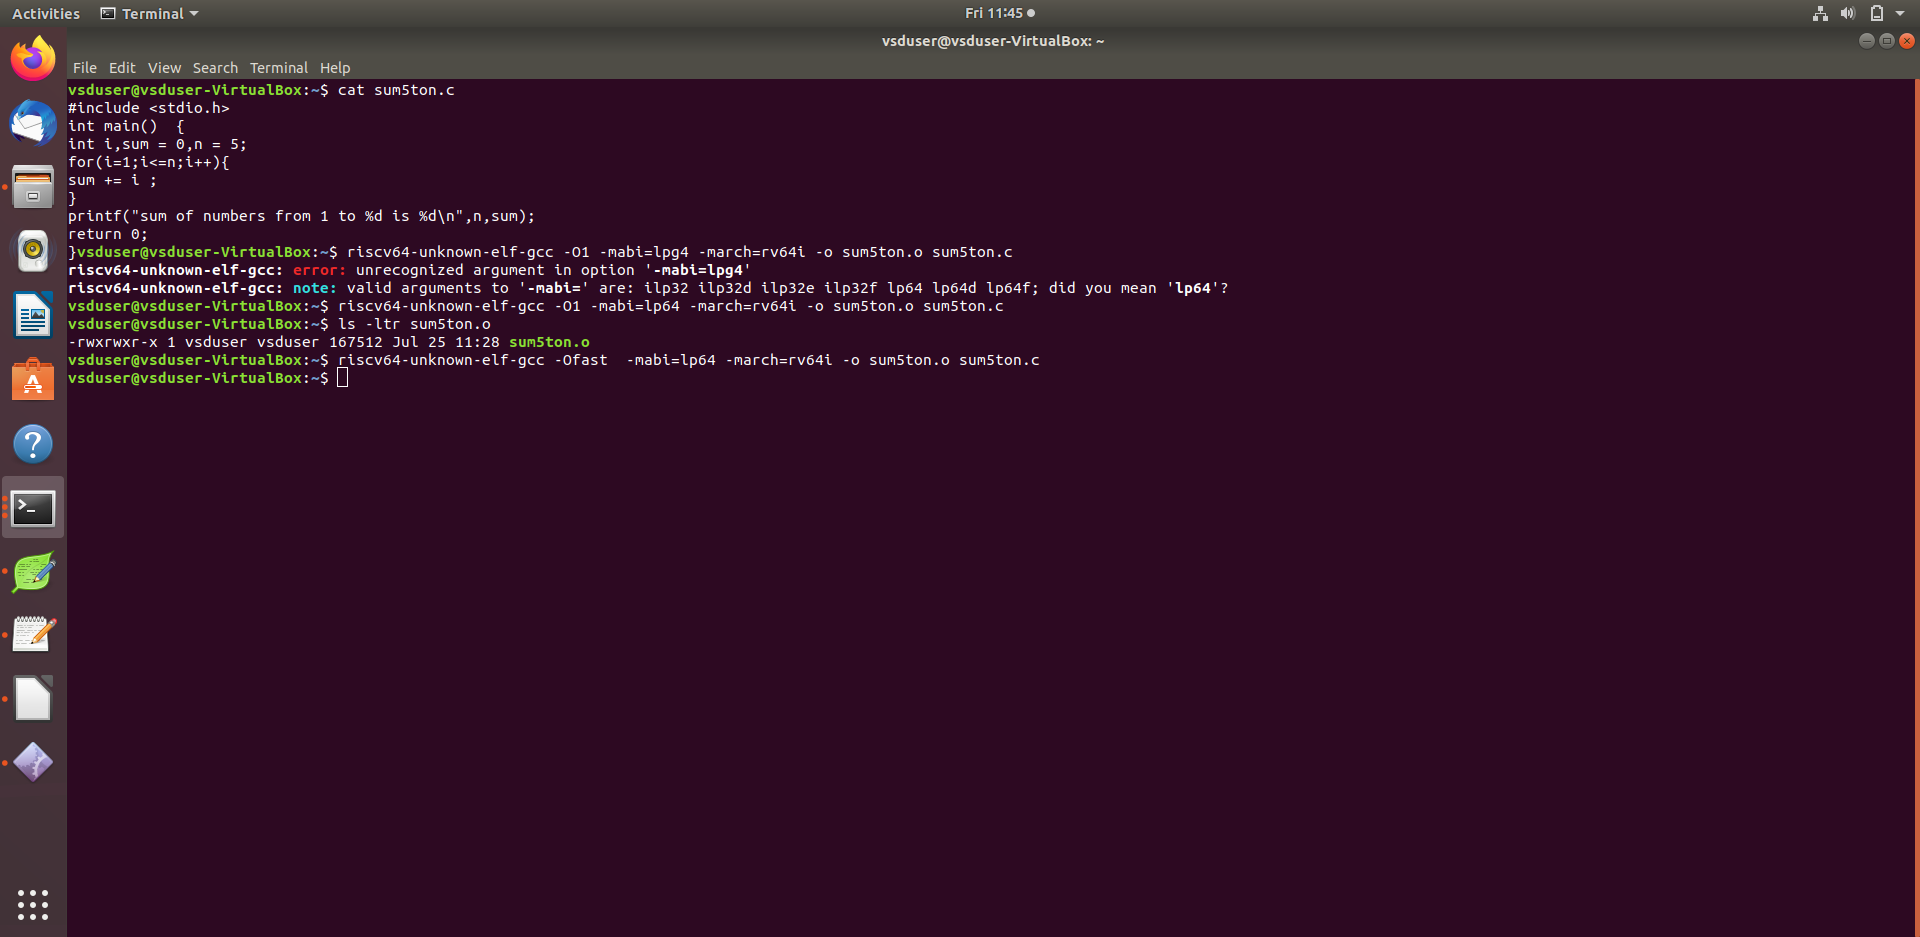 Activities Terminal Fri 11:45
vsduser@vsduser-VirtualBox: ~
File Edit View Search Terminal Help
vsduser@vsduser-VirtualBox:~$ cat sum5ton.c
#include <stdio.h>
int main()  {
int i,sum = 0,n = 5;
for(i=1;i<=n;i++){
sum += i ;
}
printf("sum of numbers from 1 to %d is %d\n",n,sum);
return 0;
}vsduser@vsduser-VirtualBox:~$ riscv64-unknown-elf-gcc -O1 -mabi=lpg4 -march=rv64i -o sum5ton.o sum5ton.c
riscv64-unknown-elf-gcc: error: unrecognized argument in option '-mabi=lpg4'
riscv64-unknown-elf-gcc: note: valid arguments to '-mabi=' are: ilp32 ilp32d ilp32e ilp32f lp64 lp64d lp64f; did you mean 'lp64'?
vsduser@vsduser-VirtualBox:~$ riscv64-unknown-elf-gcc -O1 -mabi=lp64 -march=rv64i -o sum5ton.o sum5ton.c
vsduser@vsduser-VirtualBox:~$ ls -ltr sum5ton.o
-rwxrwxr-x 1 vsduser vsduser 167512 Jul 25 11:28 sum5ton.o
vsduser@vsduser-VirtualBox:~$ riscv64-unknown-elf-gcc -Ofast  -mabi=lp64 -march=rv64i -o sum5ton.o sum5ton.c
vsduser@vsduser-VirtualBox:~$